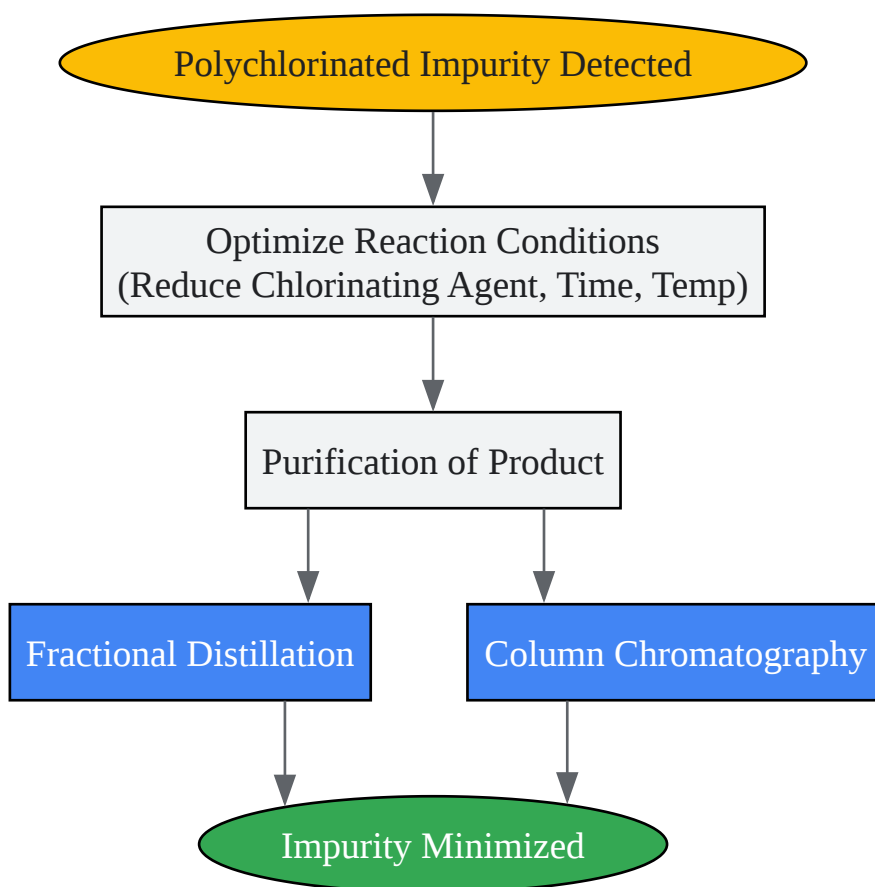 Polychlorinated Impurity Detected
Optimize Reaction Conditions
(Reduce Chlorinating Agent, Time, Temp)
Purification of Product
Fractional Distillation
Column Chromatography
Impurity Minimized